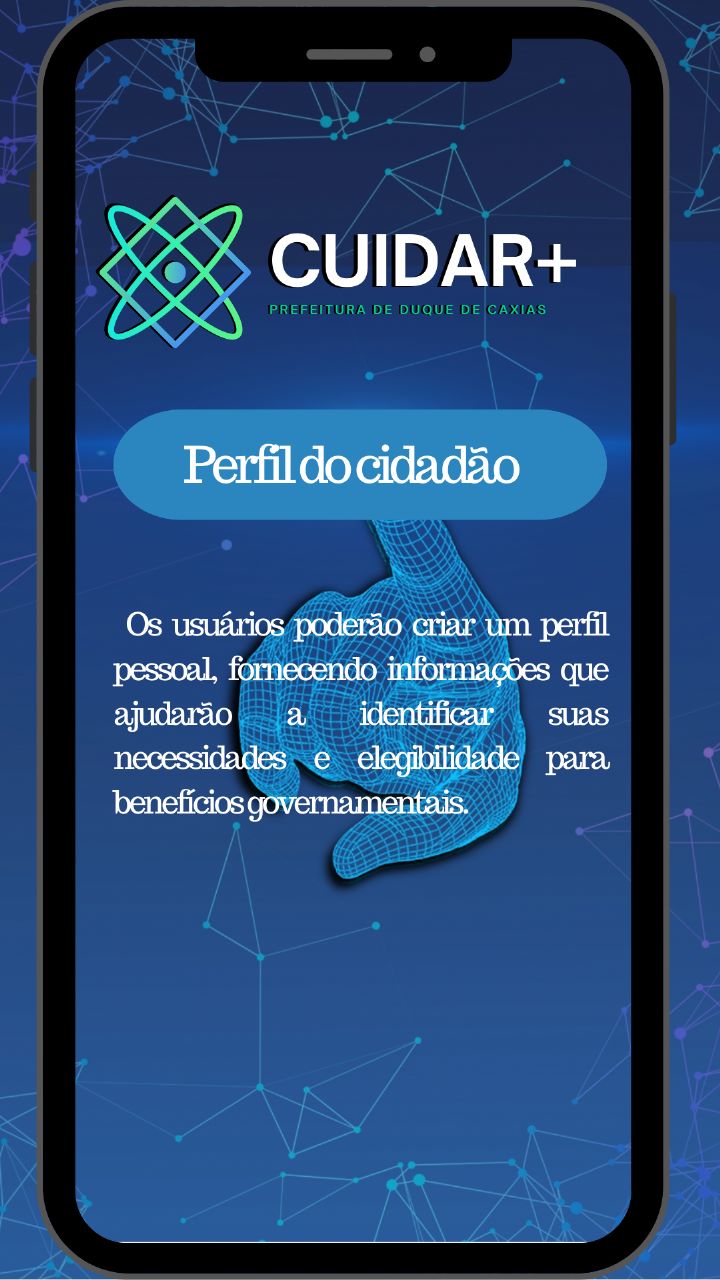 CUIDAR+
PREFEITURA DE DUQUE DE CAXIAS
Perfil do cidadão
Os usuários poderão criar um perfil
pessoal, fornecendo informações que
ajudarão a identificar suas
necessidades e elegibilidade para
benefícios governamentais.